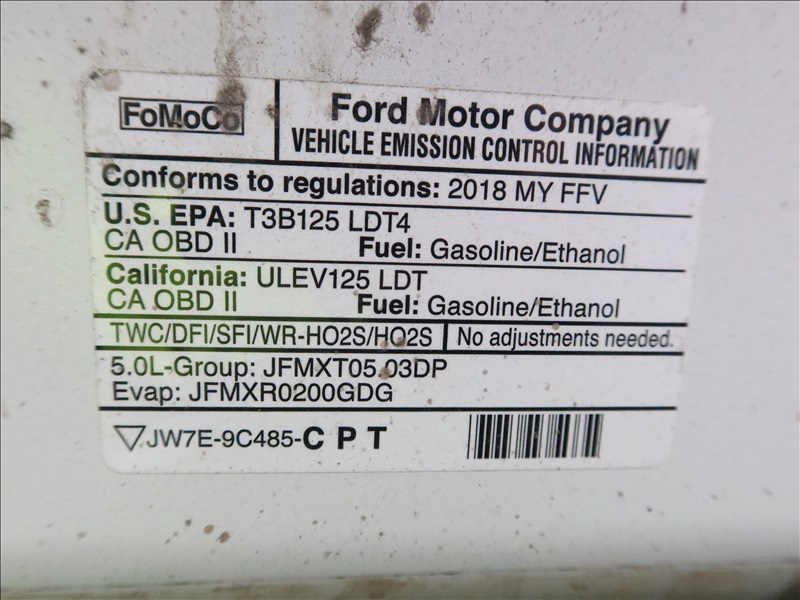 FoMoCo
Ford Motor Company
VEHICLE EMISSION CONTROL INFORMATION
Conforms to regulations: 2018 MY FFV
U.S. EPA: T3B125 LDT4
CA OBD II Fuel: Gasoline/Ethanol
California: ULEV125 LDT
CA OBD II Fuel: Gasoline/Ethanol
TWC/DFI/SFI/WR-HO2S/HO2S No adjustments needed.
5.0L-Group: JFMXT05.03DP
Evap: JFMXR0200GDG
JW7E-9C485-C P T